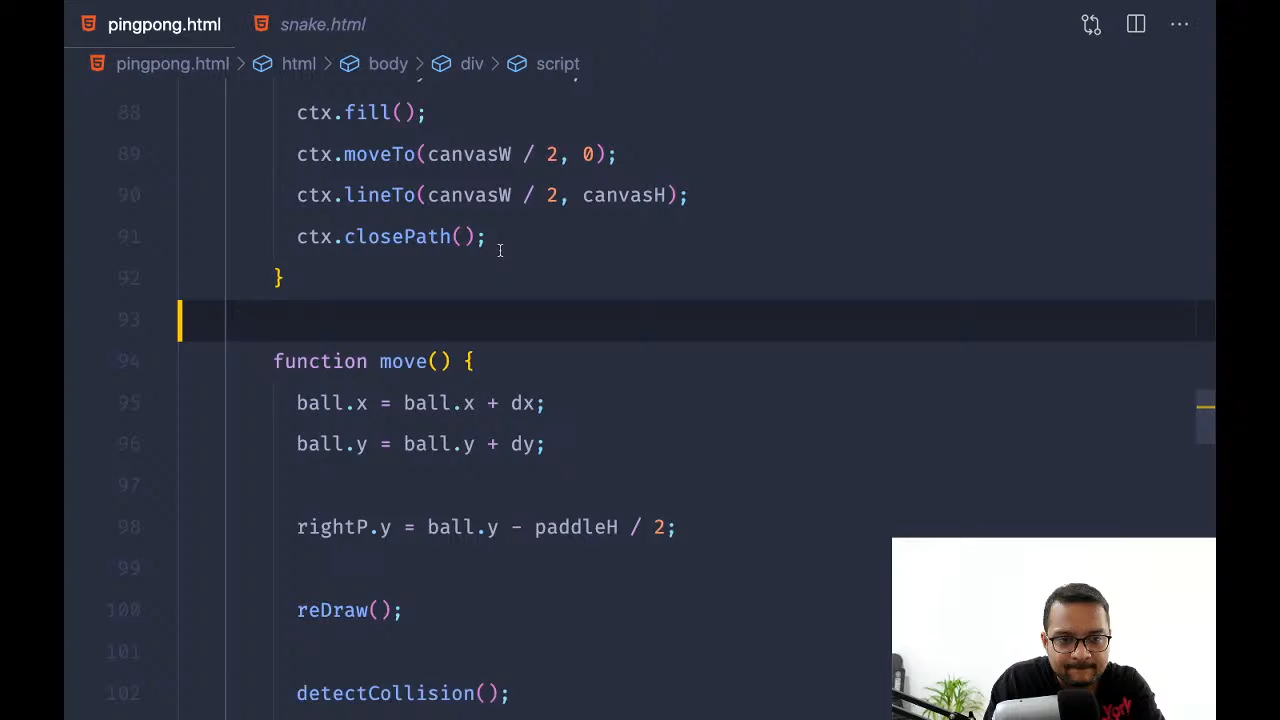 pingpong.html snake.html
pingpong.html > html > body > div > script
88 ctx.fill();
89 ctx.moveTo(canvasW / 2, 0);
90 ctx.lineTo(canvasW / 2, canvasH);
91 ctx.closePath();
92 }
93
94 function move() {
95 ball.x = ball.x + dx;
96 ball.y = ball.y + dy;
97
98 rightP.y = ball.y - paddleH / 2;
99
100 reDraw();
101
102 detectCollision();